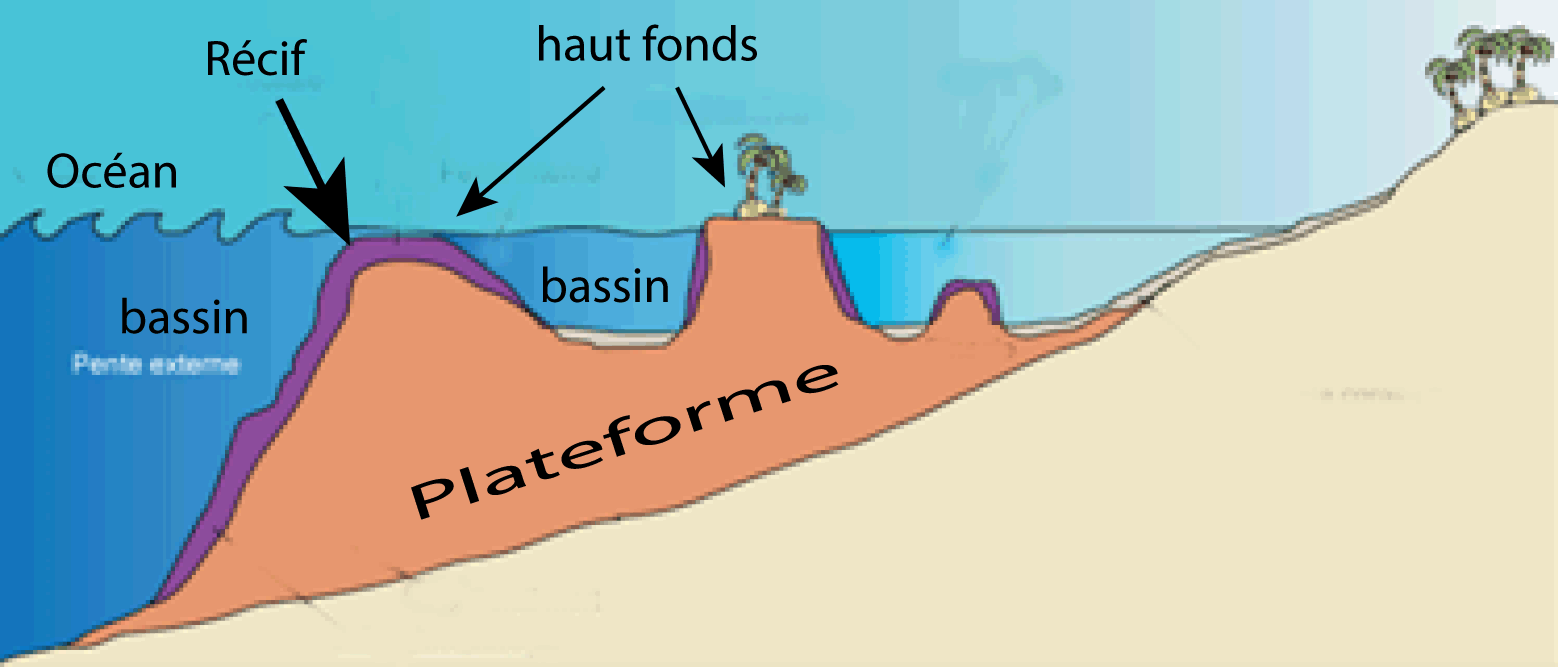 Récif
haut fonds
Océan
bassin
bassin
Pente externe
Plateforme